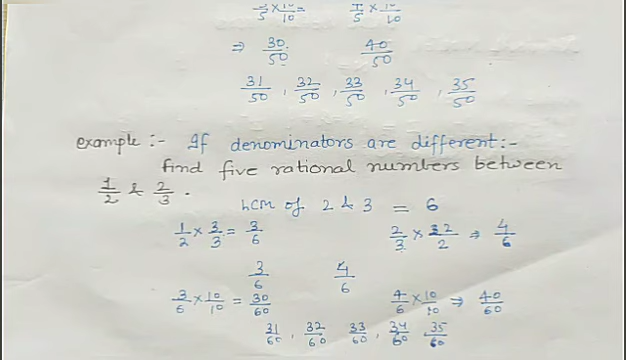 3/5 × 10/10 = 4/5 × 10/10
⇒ 30/50 40/50
31/50 , 32/50 , 33/50 , 34/50 , 35/50
example :- If denominators are different :-
find five rational numbers between
1/2 & 2/3 .
LCM of 2 & 3 = 6
1/2 × 3/3 = 3/6 2/3 × 2/2 ⇒ 4/6
3/6 4/6
3/6 × 10/10 = 30/60 4/6 × 10/10 ⇒ 40/60
31/60 , 32/60 33/60 , 34/60 , 35/60